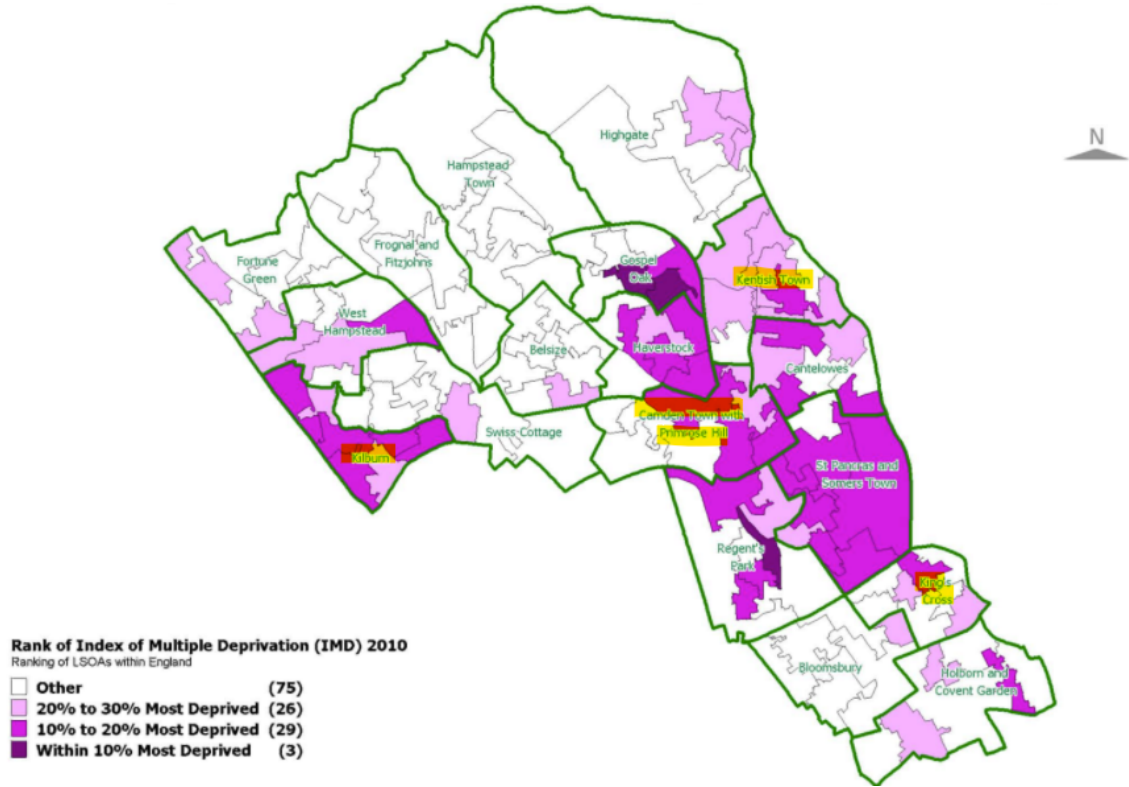 N
Highgate
Hampstead
Town
Frognal and
Fitzjohns
Gospel
Oak
Kentish Town
Fortune
Green
West
Hampstead
Belsize
Haverstock
Cantelowes
Camden Town with
Primrose Hill
Swiss Cottage
Kilburn
St Pancras and
Somers Town
Regent's
Park
King's
Cross
Bloomsbury
Holborn and
Covent Garden
Rank of Index of Multiple Deprivation (IMD) 2010
Ranking of LSOAs within England
Other (75)
20% to 30% Most Deprived (26)
10% to 20% Most Deprived (29)
Within 10% Most Deprived (3)